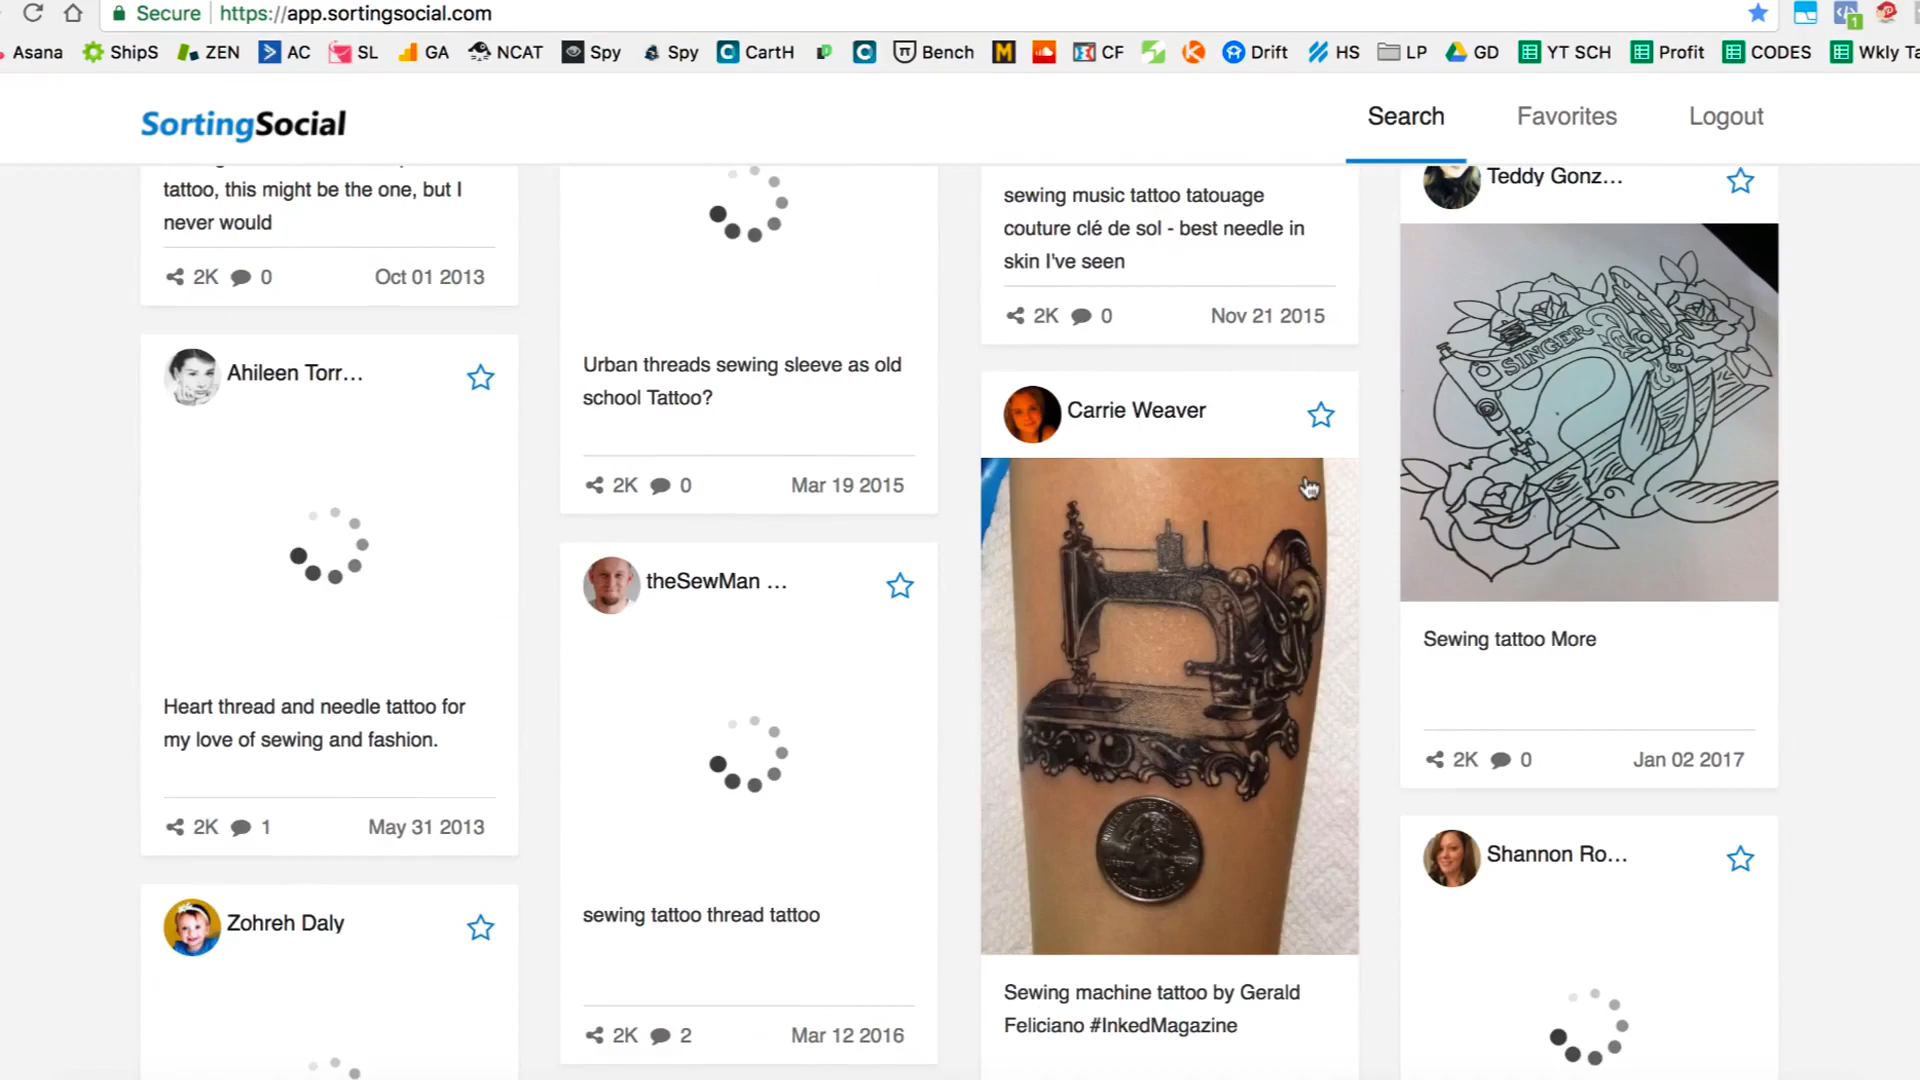 Secure https://app.sortingsocial.com
1
Asana ShipS ZEN AC SL GA NCAT Spy Spy CartH Bench CF Drift HS LP GD YT SCH Profit CODES Wkly Ta
SortingSocial
Search Favorites Logout
tattoo, this might be the one, but I
never would
2K 0 Oct 01 2013
Ahileen Torr...
Heart thread and needle tattoo for
my love of sewing and fashion.
2K 1 May 31 2013
Zohreh Daly
Urban threads sewing sleeve as old
school Tattoo?
2K 0 Mar 19 2015
theSewMan ...
sewing tattoo thread tattoo
2K 2 Mar 12 2016
sewing music tattoo tatouage
couture clé de sol - best needle in
skin I've seen
2K 0 Nov 21 2015
Carrie Weaver
Sewing machine tattoo by Gerald
Feliciano #InkedMagazine
Teddy Gonz...
SINGER
Sewing tattoo More
2K 0 Jan 02 2017
Shannon Ro...